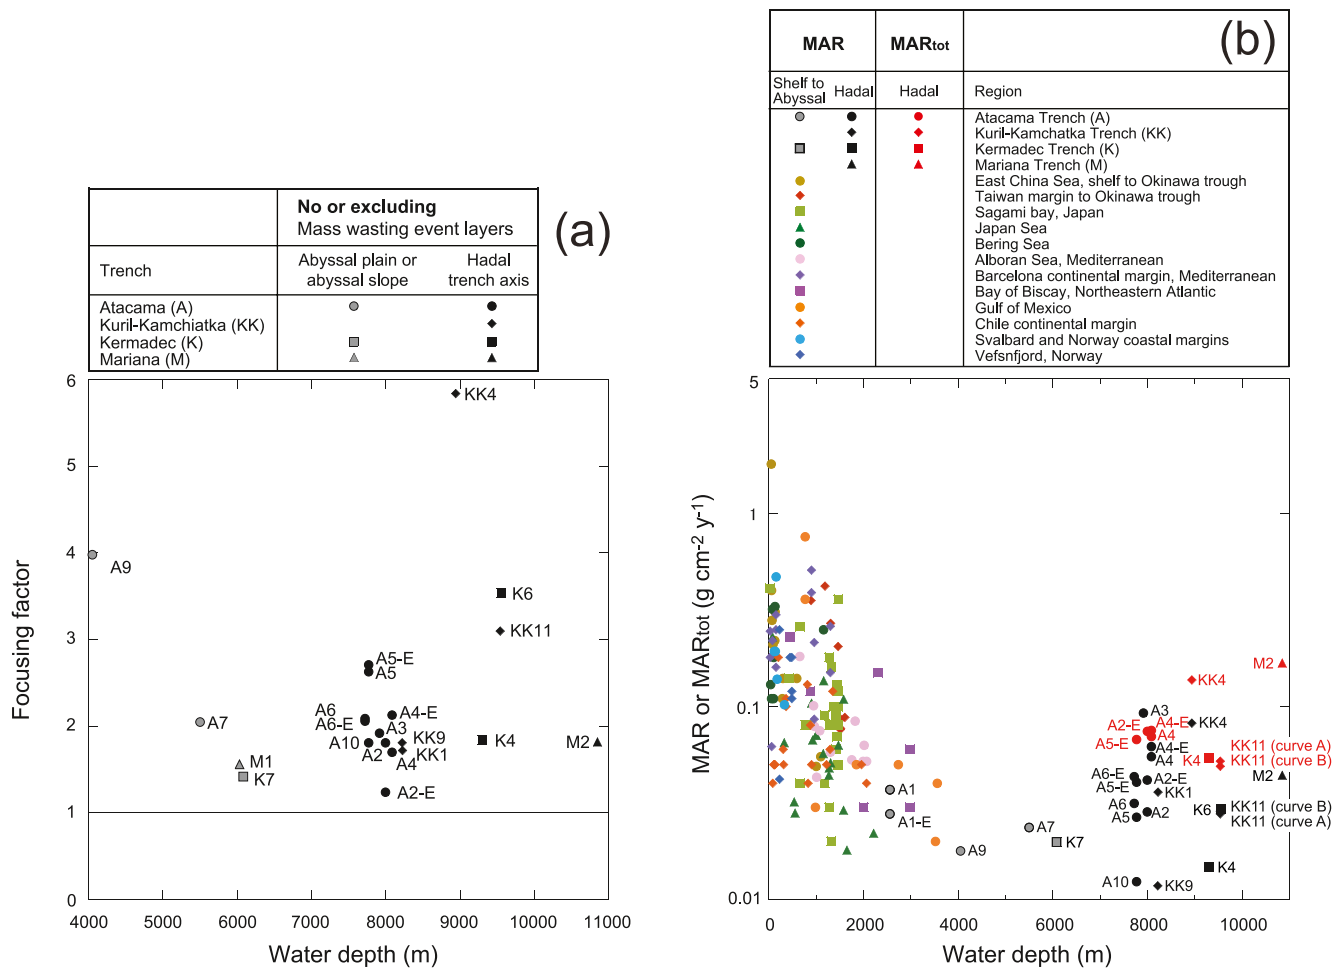 (a)
No or excluding
Mass wasting event layers
Trench
Abyssal plain or
abyssal slope
Hadal
trench axis
Atacama (A)
Kuril-Kamchiatka (KK)
Kermadec (K)
Mariana (M)
6
5
4
3
2
1
0
Focusing factor
KK4
A9
K6
KK11
A5-E
A5
A6
A6-E
A4-E
A3
A7
A10
A2
KK9
KK1
A4
K4
M2
M1
K7
A2-E
4000
5000
6000
7000
8000
9000
10000
11000
Water depth (m)
(b)
MAR
MARtot
Shelf to
Abyssal
Hadal
Hadal
Region
Atacama Trench (A)
Kuril-Kamchatka Trench (KK)
Kermadec Trench (K)
Mariana Trench (M)
East China Sea, shelf to Okinawa trough
Taiwan margin to Okinawa trough
Sagami bay, Japan
Japan Sea
Bering Sea
Alboran Sea, Mediterranean
Barcelona continental margin, Mediterranean
Bay of Biscay, Northeastern Atlantic
Gulf of Mexico
Chile continental margin
Svalbard and Norway coastal margins
Vefsnfjord, Norway
5
1
0.1
0.01
MAR or MARtot (g cm-2 y-1)
M2
KK4
A3
A2-E
A4-E
KK4
A5-E
A4
A4-E
A4
K4
KK11 (curve A)
KK11 (curve B)
M2
A6-E
A5-E
A2-E
KK1
A1
A1-E
A6
A5
A2
K6
KK11 (curve B)
KK11 (curve A)
A7
K7
A9
K4
A10
KK9
0
2000
4000
6000
8000
10000
Water depth (m)